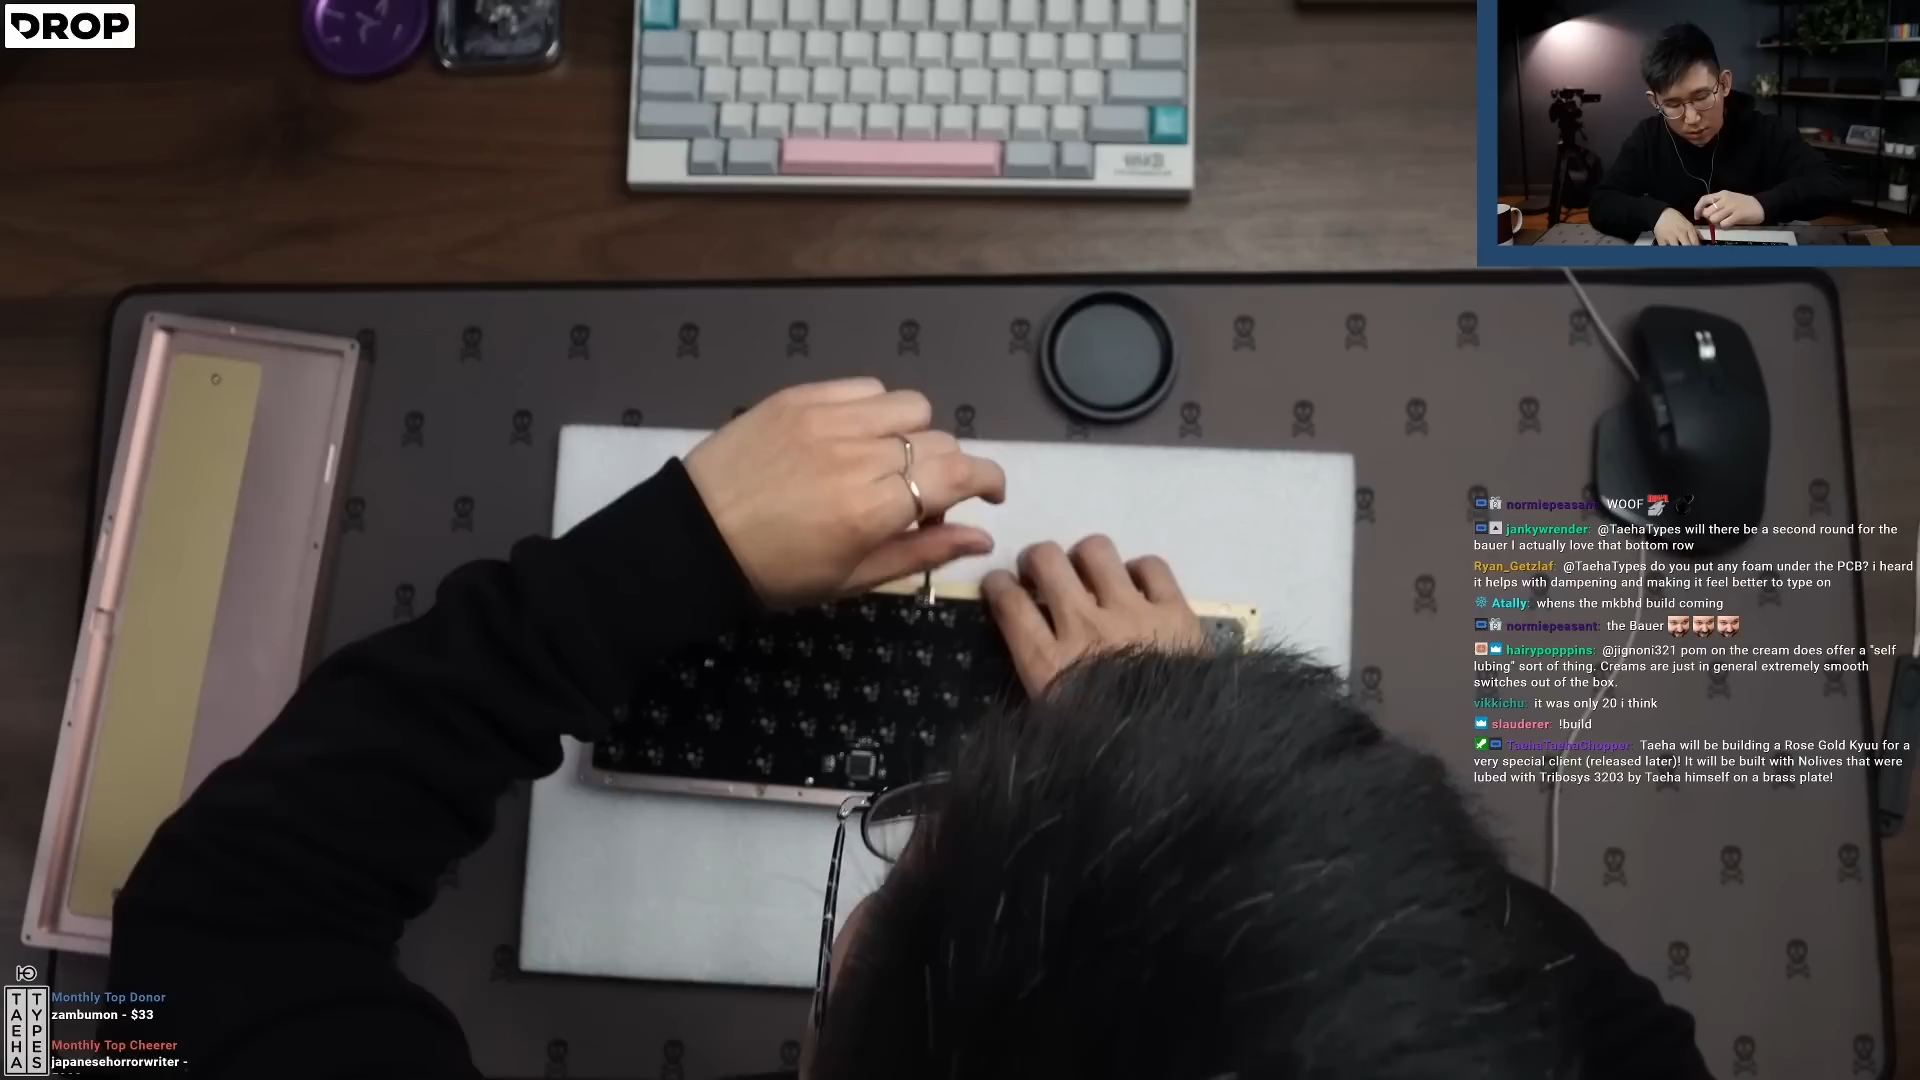 DROP
normiepeasant: WOOF
jankywrender: @TaehaTypes will there be a second round for the
bauer I actually love that bottom row
Ryan_Getzlaf: @TaehaTypes do you put any foam under the PCB? i heard
it helps with dampening and making it feel better to type on
Atally: whens the mkbhd build coming
normiepeasant: the Bauer
hairypopppins: @jignoni321 pom on the cream does offer a "self
lubing" sort of thing. Creams are just in general extremely smooth
switches out of the box.
vikkichu: it was only 20 i think
slauderer: !build
TaehaTaehaChopper: Taeha will be building a Rose Gold Kyuu for a
very special client (released later)! It will be built with Nolives that were
lubed with Tribosys 3203 by Taeha himself on a brass plate!
TAEHA
TYPES
Monthly Top Donor
zambumon - $33
Monthly Top Cheerer
japanesehorrorwriter -